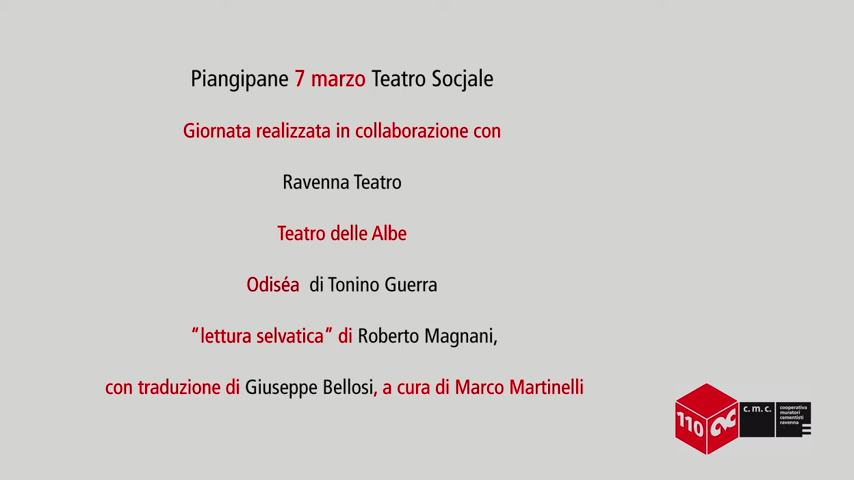 Piangipane 7 marzo Teatro Socjale
Giornata realizzata in collaborazione con
Ravenna Teatro
Teatro delle Albe
Odiséa di Tonino Guerra
“lettura selvatica” di Roberto Magnani,
con traduzione di Giuseppe Bellosi, a cura di Marco Martinelli
110
c.m.c.
cooperativa
muratori
cementisti
ravenna